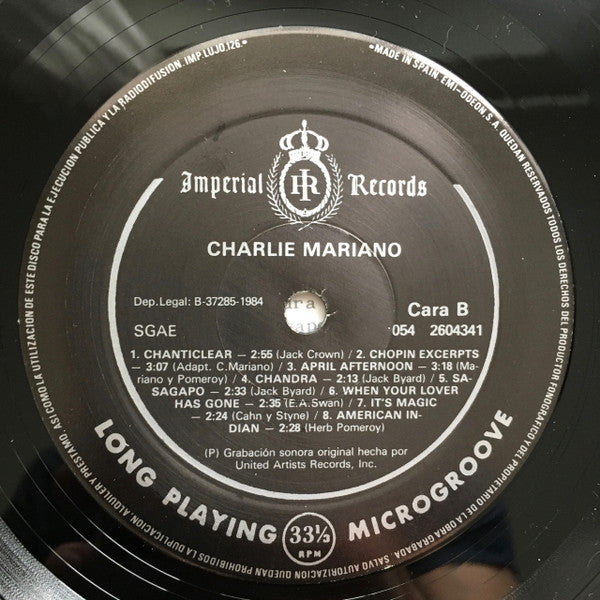 Imperial Records
IR
CHARLIE MARIANO
Dep. Legal: B-37285-1984
Cara B
SGAE
054 2604341
1. CHANTICLEAR — 2:55 (Jack Crown) / 2. CHOPIN EXCERPTS
— 3:07 (Adapt. C. Mariano) / 3. APRIL AFTERNOON — 3:18 (Ma-
riano y Pomeroy) / 4. CHANDRA — 2:13 (Jack Byard) / 5. SA-
SAGAPO — 2:33 (Jack Byard) / 6. WHEN YOUR LOVER
HAS GONE — 2:35 (E.A. Swan) / 7. IT'S MAGIC —
— 2:24 (Cahn y Styne) / 8. AMERICAN IN-
DIAN — 2:28 (Herb Pomeroy)
(P) Grabación sonora original hecha por
United Artists Records, Inc.
LONG PLAYING
33⅓
RPM
MICROGROOVE
•MADE IN SPAIN. EMI-ODEON, S.A. QUEDAN RESERVADOS TODOS LOS DERECHOS DEL PRODUCTOR FONOGRAFICO Y DEL PROPIETARIO DE LA OBRA GRABADA. SALVO AUTORIZACION QUEDAN PROHIBIDOS LA DUPLICACION, ALQUILER Y PRESTAMO, ASI COMO LA UTILIZACION DE ESTE DISCO PARA LA EJECUCION PUBLICA Y LA RADIODIFUSION. IMP. LUJO, 126.•